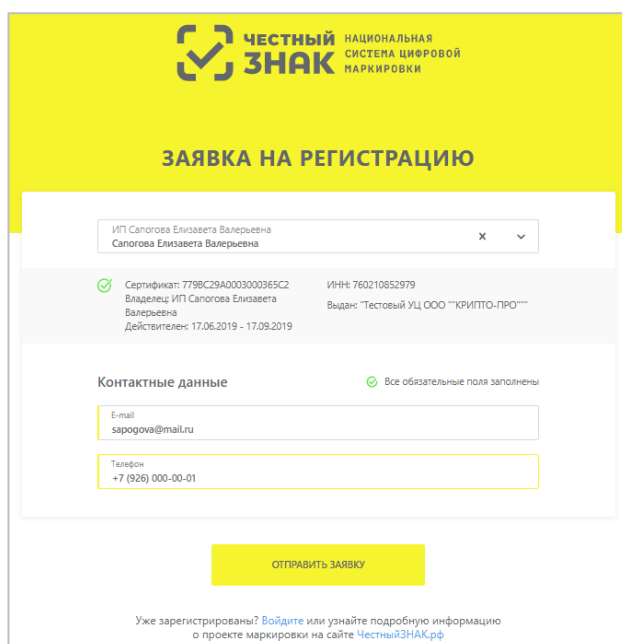 ЧЕСТНЫЙ
ЗНАК
НАЦИОНАЛЬНАЯ
СИСТЕМА ЦИФРОВОЙ
МАРКИРОВКИ
ЗАЯВКА НА РЕГИСТРАЦИЮ
ИП Сапогова Елизавета Валерьевна
Сапогова Елизавета Валерьевна
Сертификат: 779BC29A0003000365C2
Владелец: ИП Сапогова Елизавета
Валерьевна
Действителен: 17.06.2019 - 17.09.2019
ИНН: 760210852979
Выдан: "Тестовый УЦ ООО ""КРИПТО-ПРО"""
Контактные данные
Все обязательные поля заполнены
E-mail
sapogova@mail.ru
Телефон
+7 (926) 000-00-01
ОТПРАВИТЬ ЗАЯВКУ
Уже зарегистрированы? Войдите или узнайте подробную информацию
о проекте маркировки на сайте ЧестныйЗНАК.рф